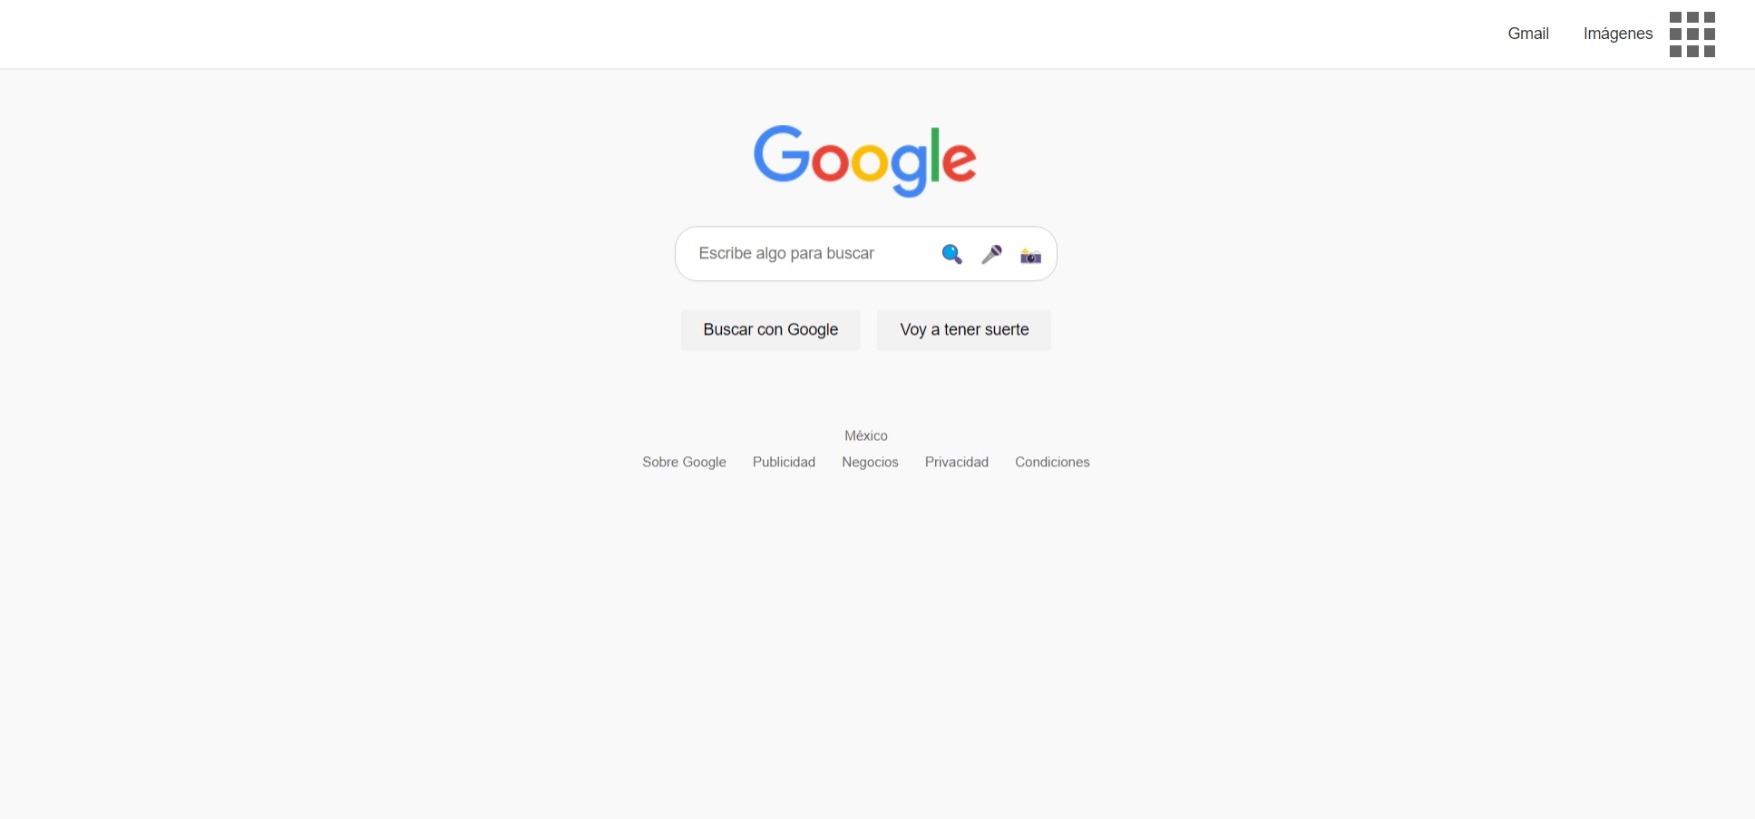 Gmail Imágenes
Google
Escribe algo para buscar
Buscar con Google Voy a tener suerte
México
Sobre Google Publicidad Negocios Privacidad Condiciones